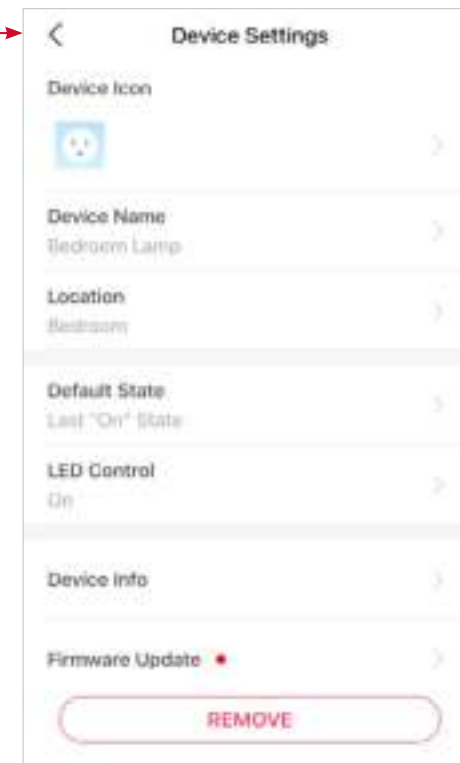 Device Settings
Device Icon
Device Name
Bedroom Lamp
Location
Bedroom
Default State
Last "On" State
LED Control
On
Device Info
Firmware Update
REMOVE